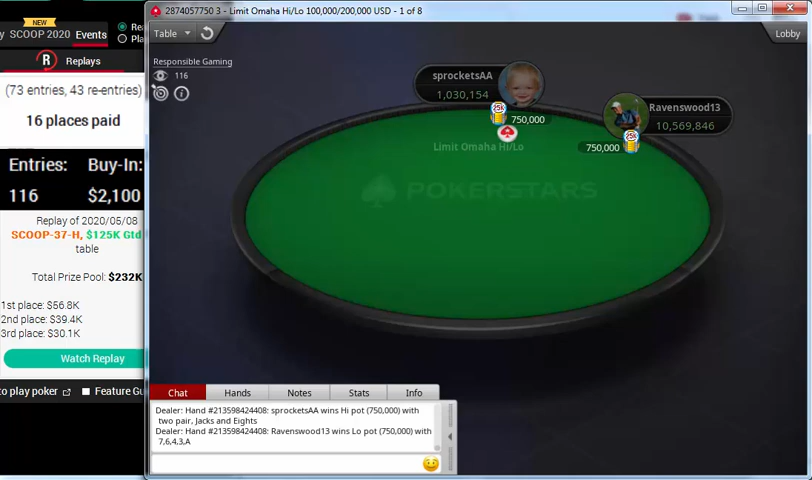 2874057750 3 - Limit Omaha Hi/Lo 100,000/200,000 USD - 1 of 8
NEW
SCOOP 2020 Events
Rea
Pla
Table
Lobby
R Replays
(73 entries, 43 re-entries)
16 places paid
Entries: Buy-In:
116 $2,100
Replay of 2020/05/08
SCOOP-37-H, $125K Gtd
table
Total Prize Pool: $232K
1st place: $56.8K
2nd place: $39.4K
3rd place: $30.1K
Watch Replay
to play poker
Feature Gu
Responsible Gaming
116
sprocketsAA
1,030,154
25K
750,000
Ravenswood13
10,569,846
25K
750,000
Limit Omaha Hi/Lo
POKERSTARS
Chat Hands Notes Stats Info
Dealer: Hand #213598424408: sprocketsAA wins Hi pot (750,000) with
two pair, Jacks and Eights
Dealer: Hand #213598424408: Ravenswood13 wins Lo pot (750,000) with
7,6,4,3,A